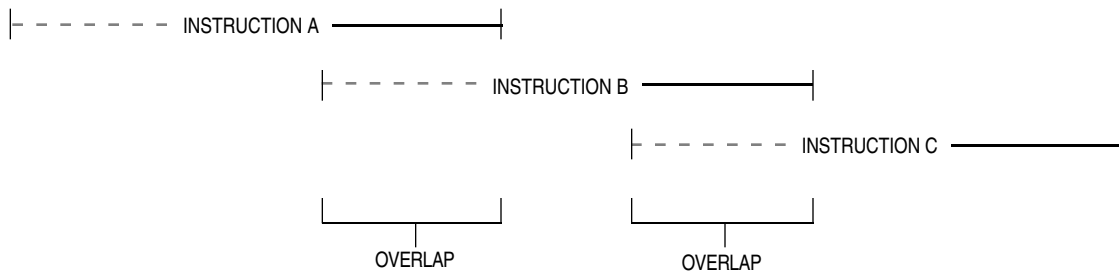 INSTRUCTION A
INSTRUCTION B
INSTRUCTION C
OVERLAP
OVERLAP